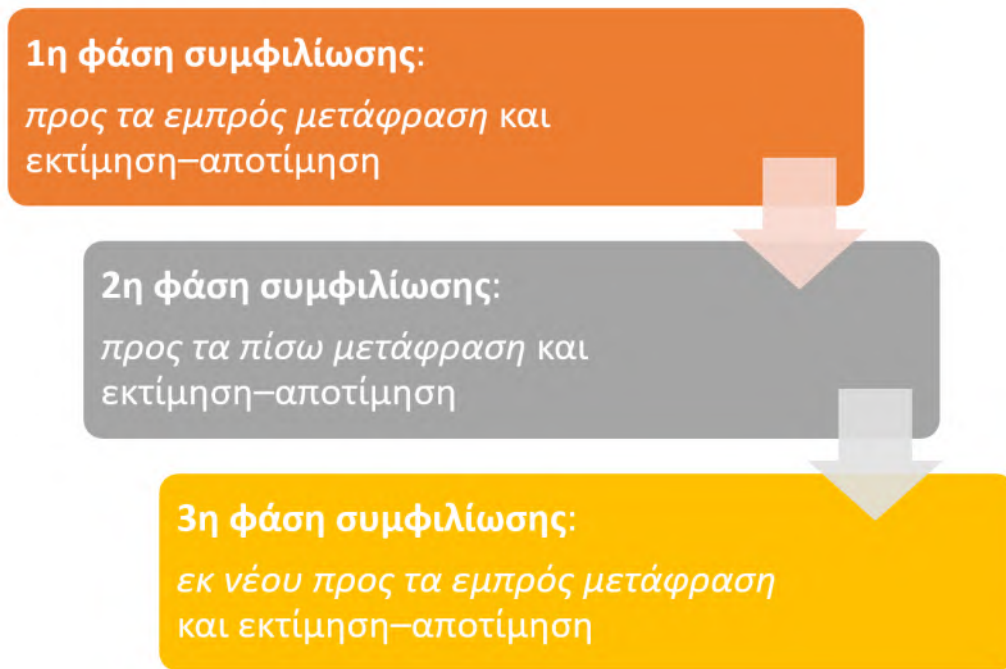 1η φάση συμφιλίωσης:
προς τα εμπρός μετάφραση και
εκτίμηση–αποτίμηση
2η φάση συμφιλίωσης:
προς τα πίσω μετάφραση και
εκτίμηση–αποτίμηση
3η φάση συμφιλίωσης:
εκ νέου προς τα εμπρός μετάφραση
και εκτίμηση–αποτίμηση